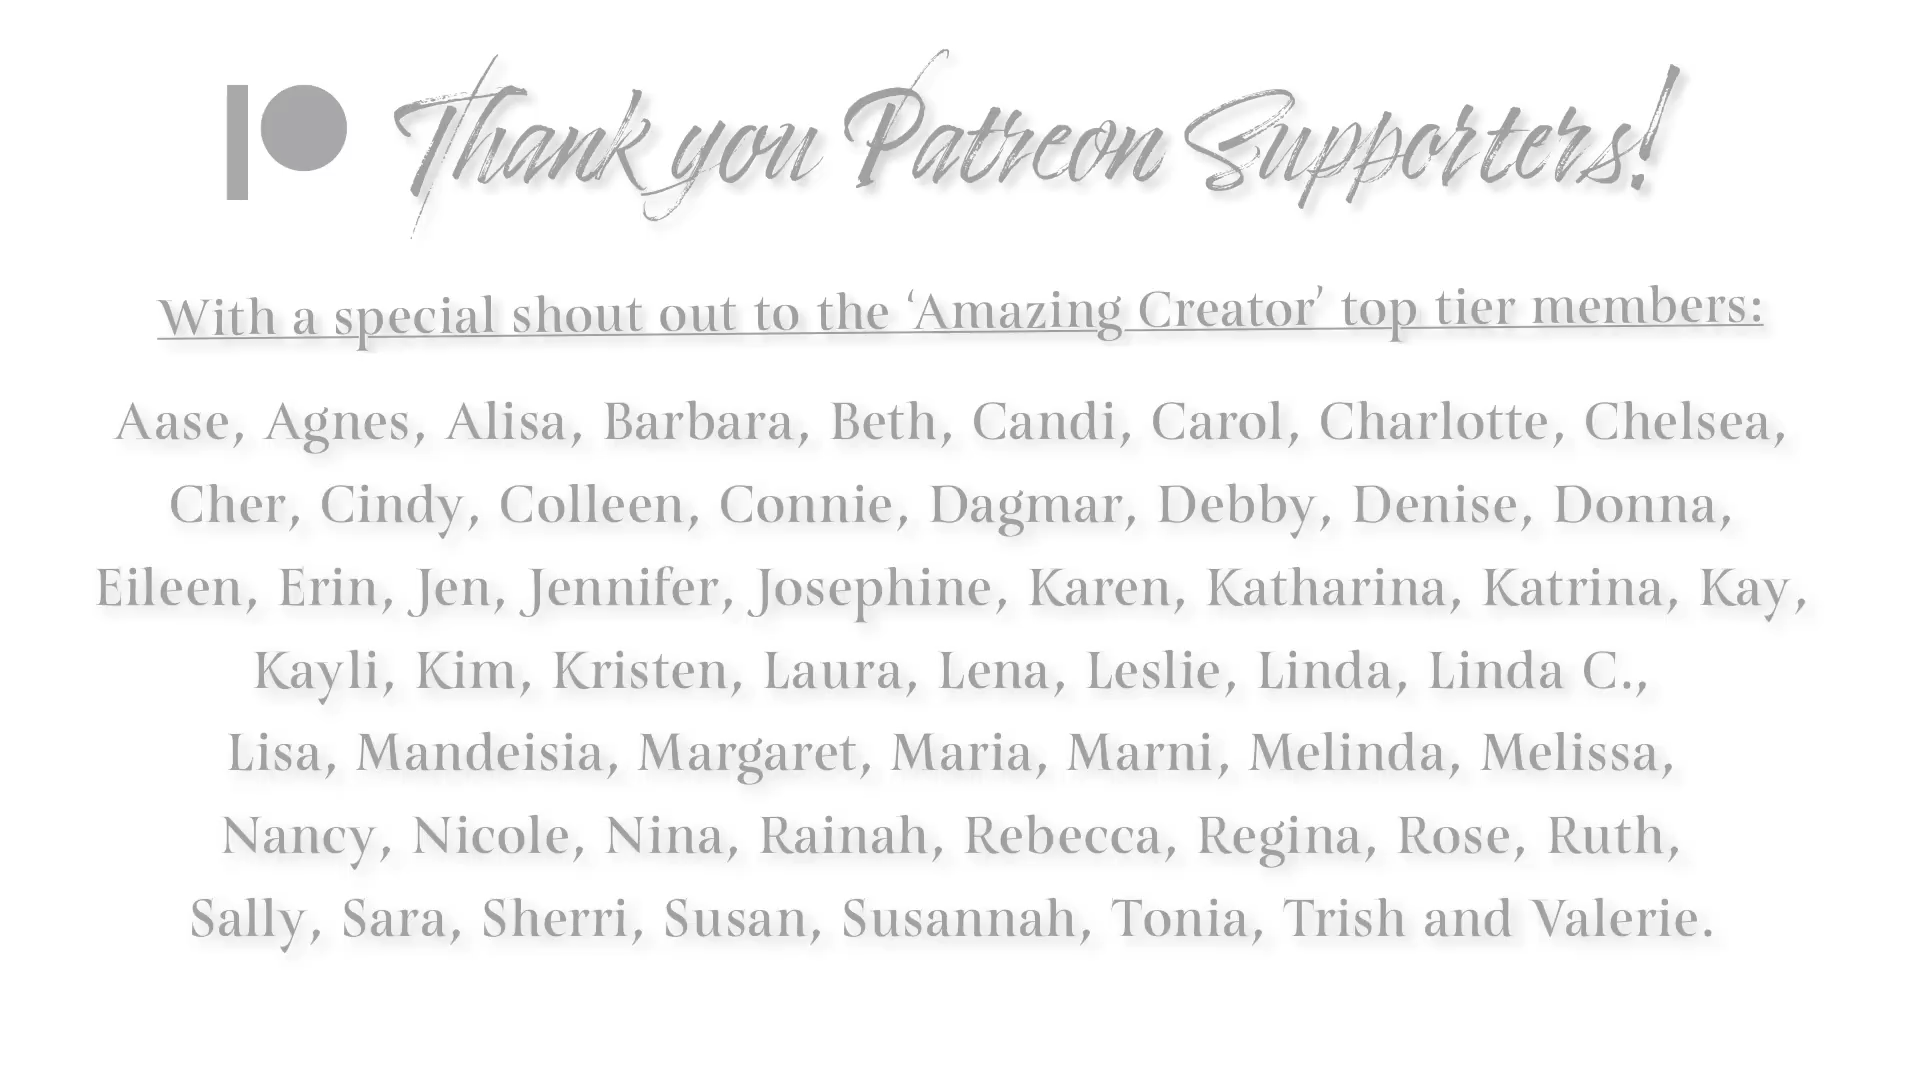 Thank you Patreon Supporters!
With a special shout out to the ‘Amazing Creator’ top tier members:
Aase, Agnes, Alisa, Barbara, Beth, Candi, Carol, Charlotte, Chelsea,
Cher, Cindy, Colleen, Connie, Dagmar, Debby, Denise, Donna,
Eileen, Erin, Jen, Jennifer, Josephine, Karen, Katharina, Katrina, Kay,
Kayli, Kim, Kristen, Laura, Lena, Leslie, Linda, Linda C.,
Lisa, Mandeisia, Margaret, Maria, Marni, Melinda, Melissa,
Nancy, Nicole, Nina, Rainah, Rebecca, Regina, Rose, Ruth,
Sally, Sara, Sherri, Susan, Susannah, Tonia, Trish and Valerie.